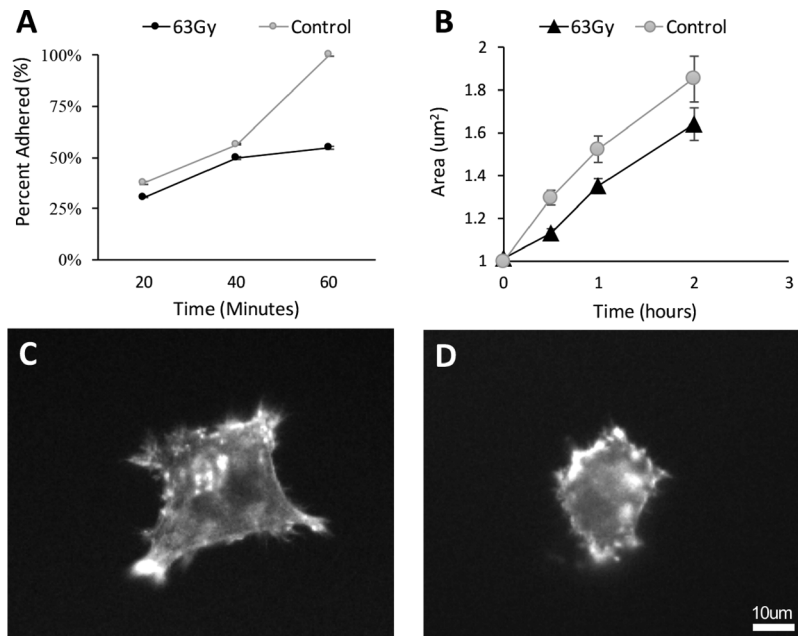 A
63Gy
Control
100%
75%
50%
25%
0%
Percent Adhered (%)
20
40
60
Time (Minutes)
B
63Gy
Control
2
1.8
1.6
1.4
1.2
1
Area (um²)
0
1
2
3
Time (hours)
C
D
10um